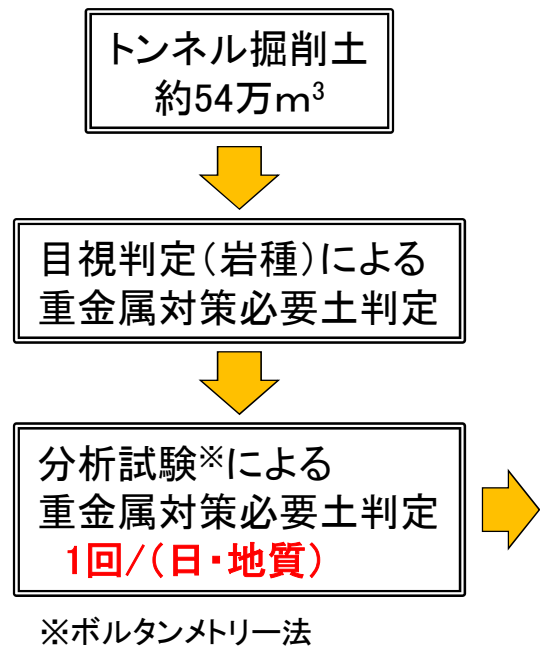 トンネル掘削土
約54万m³
目視判定(岩種)による
重金属対策必要土判定
分析試験※による
重金属対策必要土判定
1回/(日・地質)
※ボルタンメトリー法